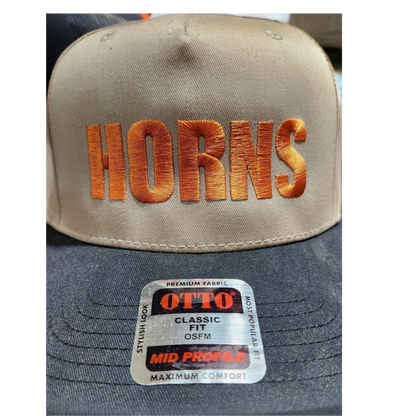 HORNS
PREMIUM FABRIC
STYLISH LOOK
OTTO®
CLASSIC
FIT
OSFM
MOST POPULAR FIT
MID PROFILE
MAXIMUM COMFORT